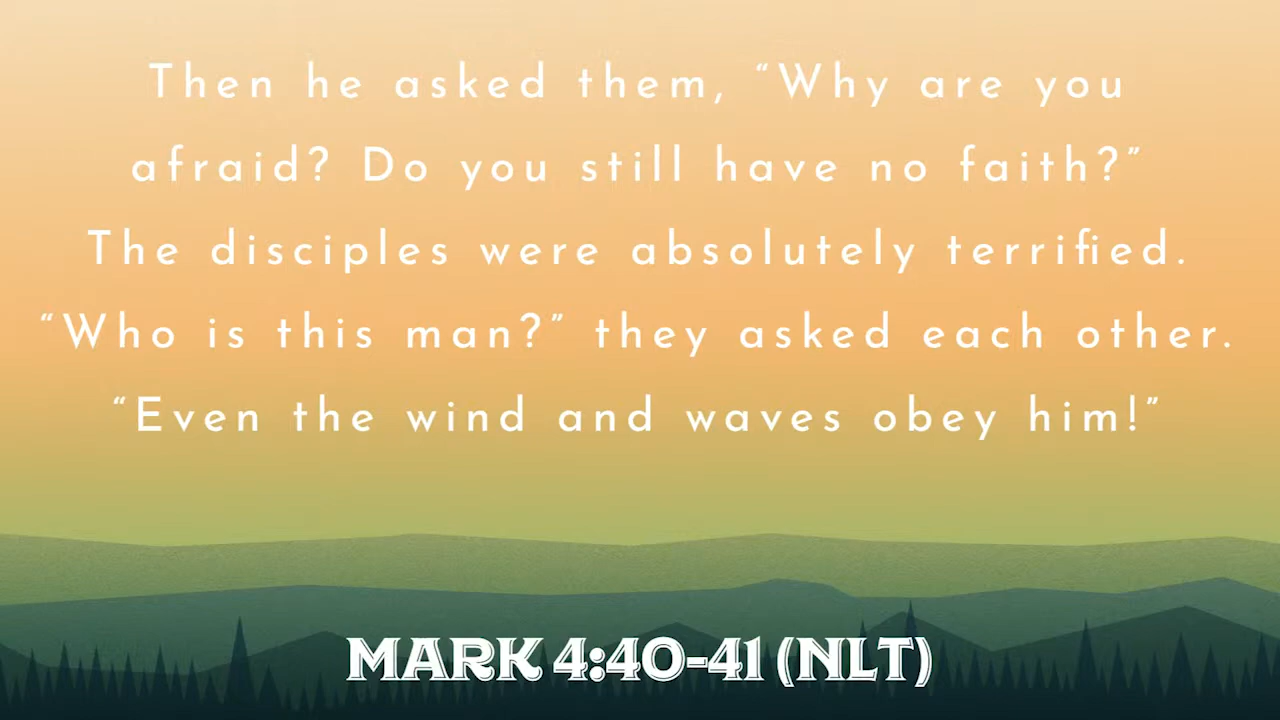 Then he asked them, “Why are you
afraid? Do you still have no faith?”
The disciples were absolutely terrified.
“Who is this man?” they asked each other.
“Even the wind and waves obey him!”
MARK 4:40-41 (NLT)